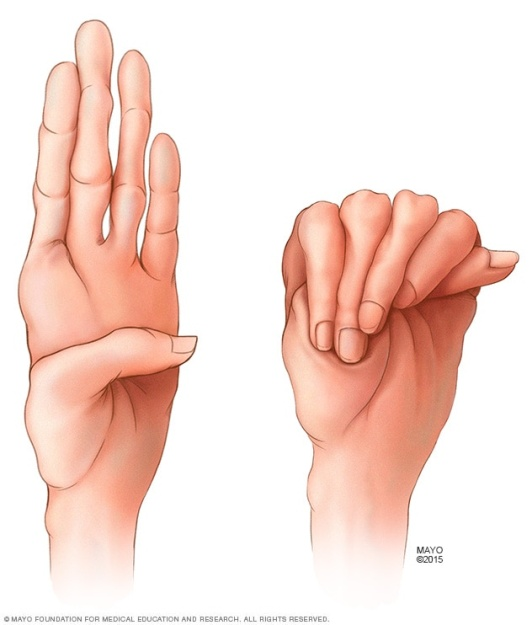 MAYO
©2015
© MAYO FOUNDATION FOR MEDICAL EDUCATION AND RESEARCH. ALL RIGHTS RESERVED.